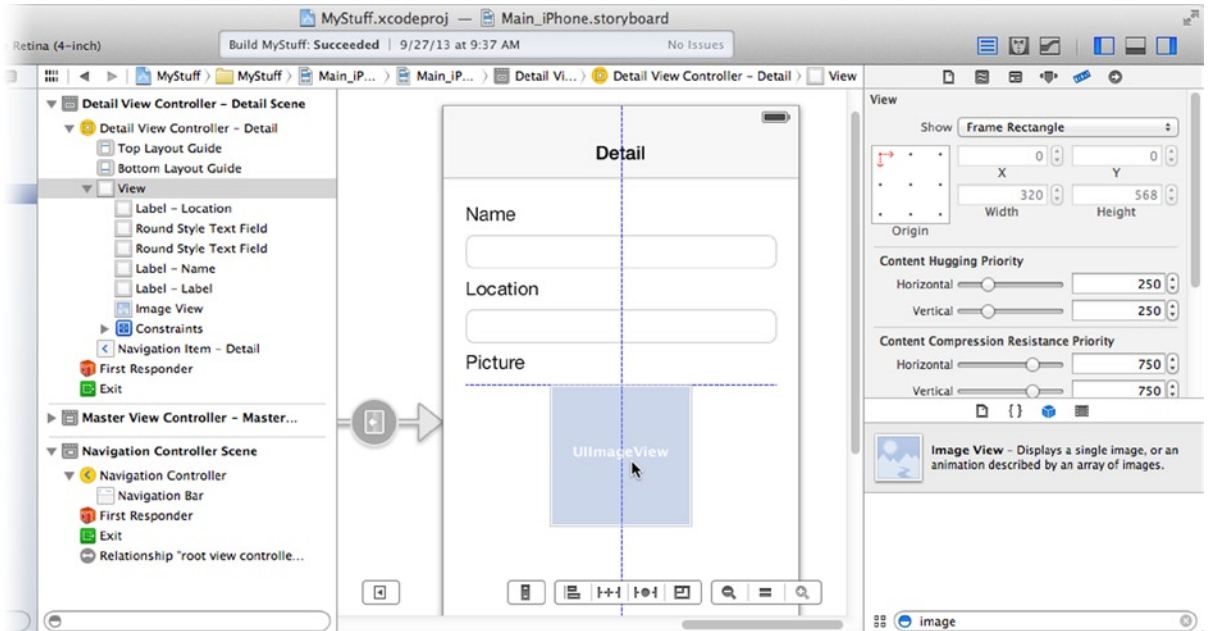 MyStuff.xcodeproj — Main_iPhone.storyboard
Retina (4-inch)
Build MyStuff: Succeeded | 9/27/13 at 9:37 AM No Issues
MyStuff MyStuff Main_iP... Main_iP... Detail Vi... Detail View Controller – Detail View
Detail View Controller – Detail Scene
Detail View Controller – Detail
Top Layout Guide
Bottom Layout Guide
View
Label – Location
Round Style Text Field
Round Style Text Field
Label – Name
Label – Label
Image View
Constraints
Navigation Item – Detail
First Responder
Exit
Master View Controller – Master...
Navigation Controller Scene
Navigation Controller
Navigation Bar
First Responder
Exit
Relationship "root view controlle...
Detail
Name
Location
Picture
UIImageView
View
Show Frame Rectangle
0 0
X Y
320 568
Width Height
Origin
Content Hugging Priority
Horizontal 250
Vertical 250
Content Compression Resistance Priority
Horizontal 750
Vertical 750
{}
Image View – Displays a single image, or an
animation described by an array of images.
image